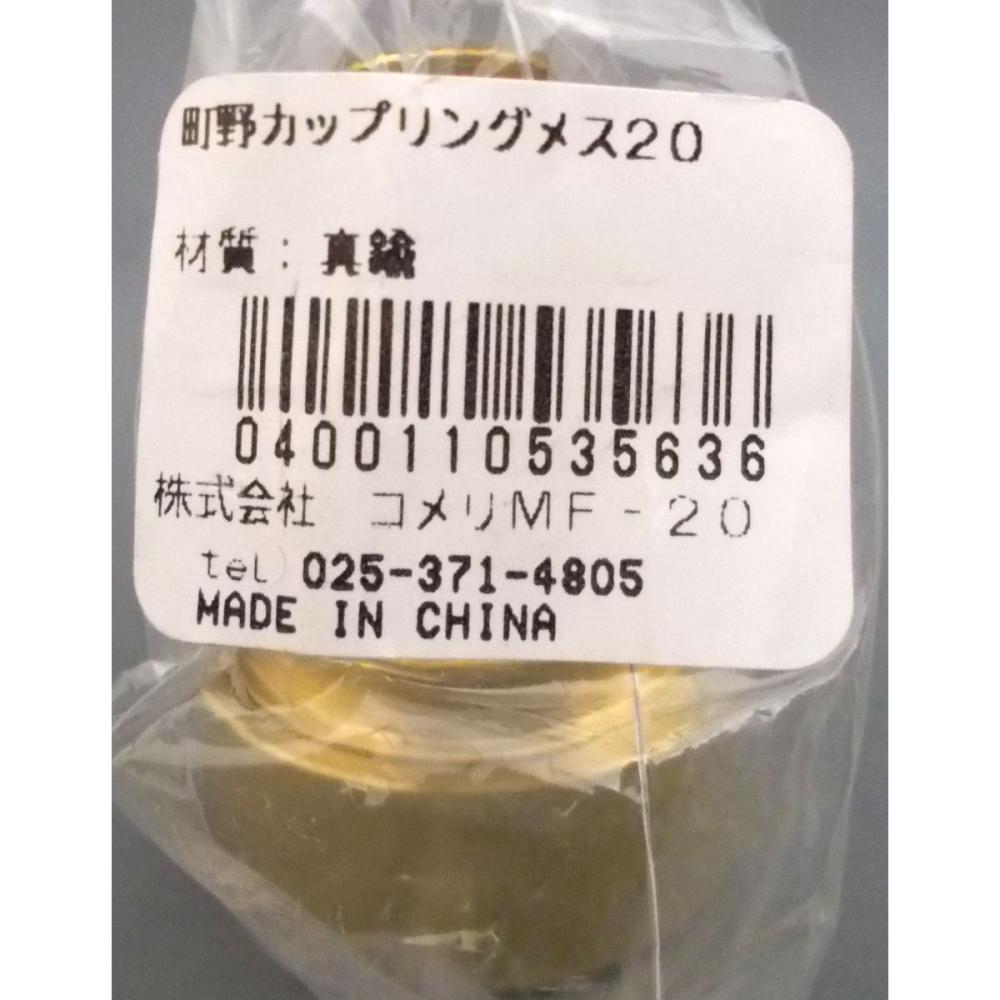 町野カップリングメス20
材質：真鍮
0400110535636
株式会社 コメリMF-20
tel 025-371-4805
MADE IN CHINA